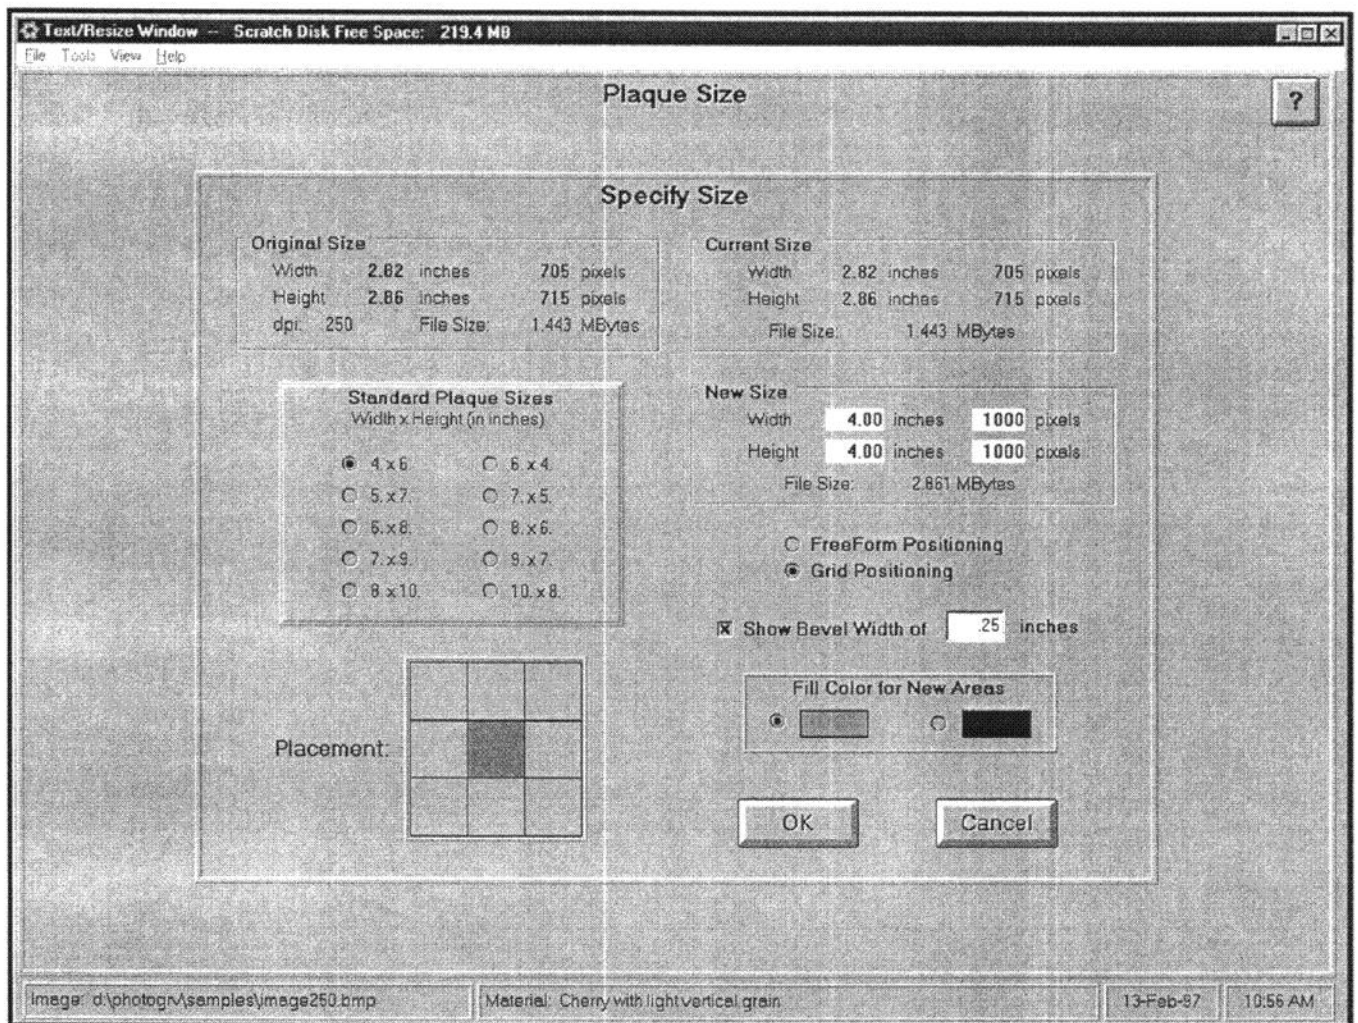 Text/Resize Window -- Scratch Disk Free Space: 219.4 MB
File Tools View Help
Plaque Size
?
Specify Size
Original Size
Width 2.82 inches 705 pixels
Height 2.86 inches 715 pixels
dpi: 250 File Size: 1.443 MBytes
Current Size
Width 2.82 inches 705 pixels
Height 2.86 inches 715 pixels
File Size: 1.443 MBytes
Standard Plaque Sizes
Width x Height (in inches)
4. x 6. 6. x 4.
5. x 7. 7. x 5.
6. x 8. 8. x 6.
7. x 9. 9. x 7.
8 x 10. 10. x 8.
New Size
Width 4.00 inches 1000 pixels
Height 4.00 inches 1000 pixels
File Size: 2.861 MBytes
FreeForm Positioning
Grid Positioning
Show Bevel Width of .25 inches
Fill Color for New Areas
Placement:
OK Cancel
Image: d:\photogrv\samples\image250.bmp Material: Cherry with light vertical grain 13-Feb-97 10:56 AM